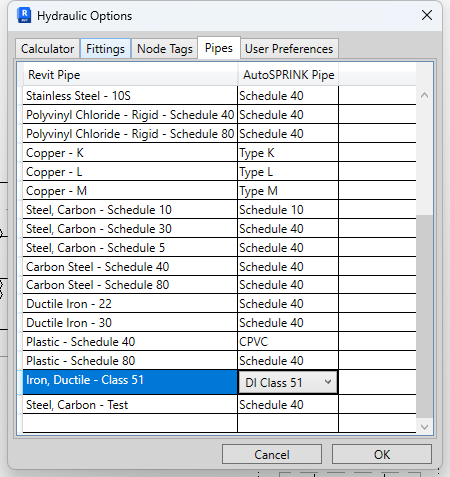 Hydraulic Options
Calculator Fittings Node Tags Pipes User Preferences
Revit Pipe AutoSPRINK Pipe
Stainless Steel - 10S Schedule 40
Polyvinyl Chloride - Rigid - Schedule 40 Schedule 40
Polyvinyl Chloride - Rigid - Schedule 80 Schedule 40
Copper - K Type K
Copper - L Type L
Copper - M Type M
Steel, Carbon - Schedule 10 Schedule 10
Steel, Carbon - Schedule 30 Schedule 40
Steel, Carbon - Schedule 5 Schedule 40
Carbon Steel - Schedule 40 Schedule 40
Carbon Steel - Schedule 80 Schedule 40
Ductile Iron - 22 Schedule 40
Ductile Iron - 30 Schedule 40
Plastic - Schedule 40 CPVC
Plastic - Schedule 80 Schedule 40
Iron, Ductile - Class 51 DI Class 51
Steel, Carbon - Test Schedule 40
Cancel OK